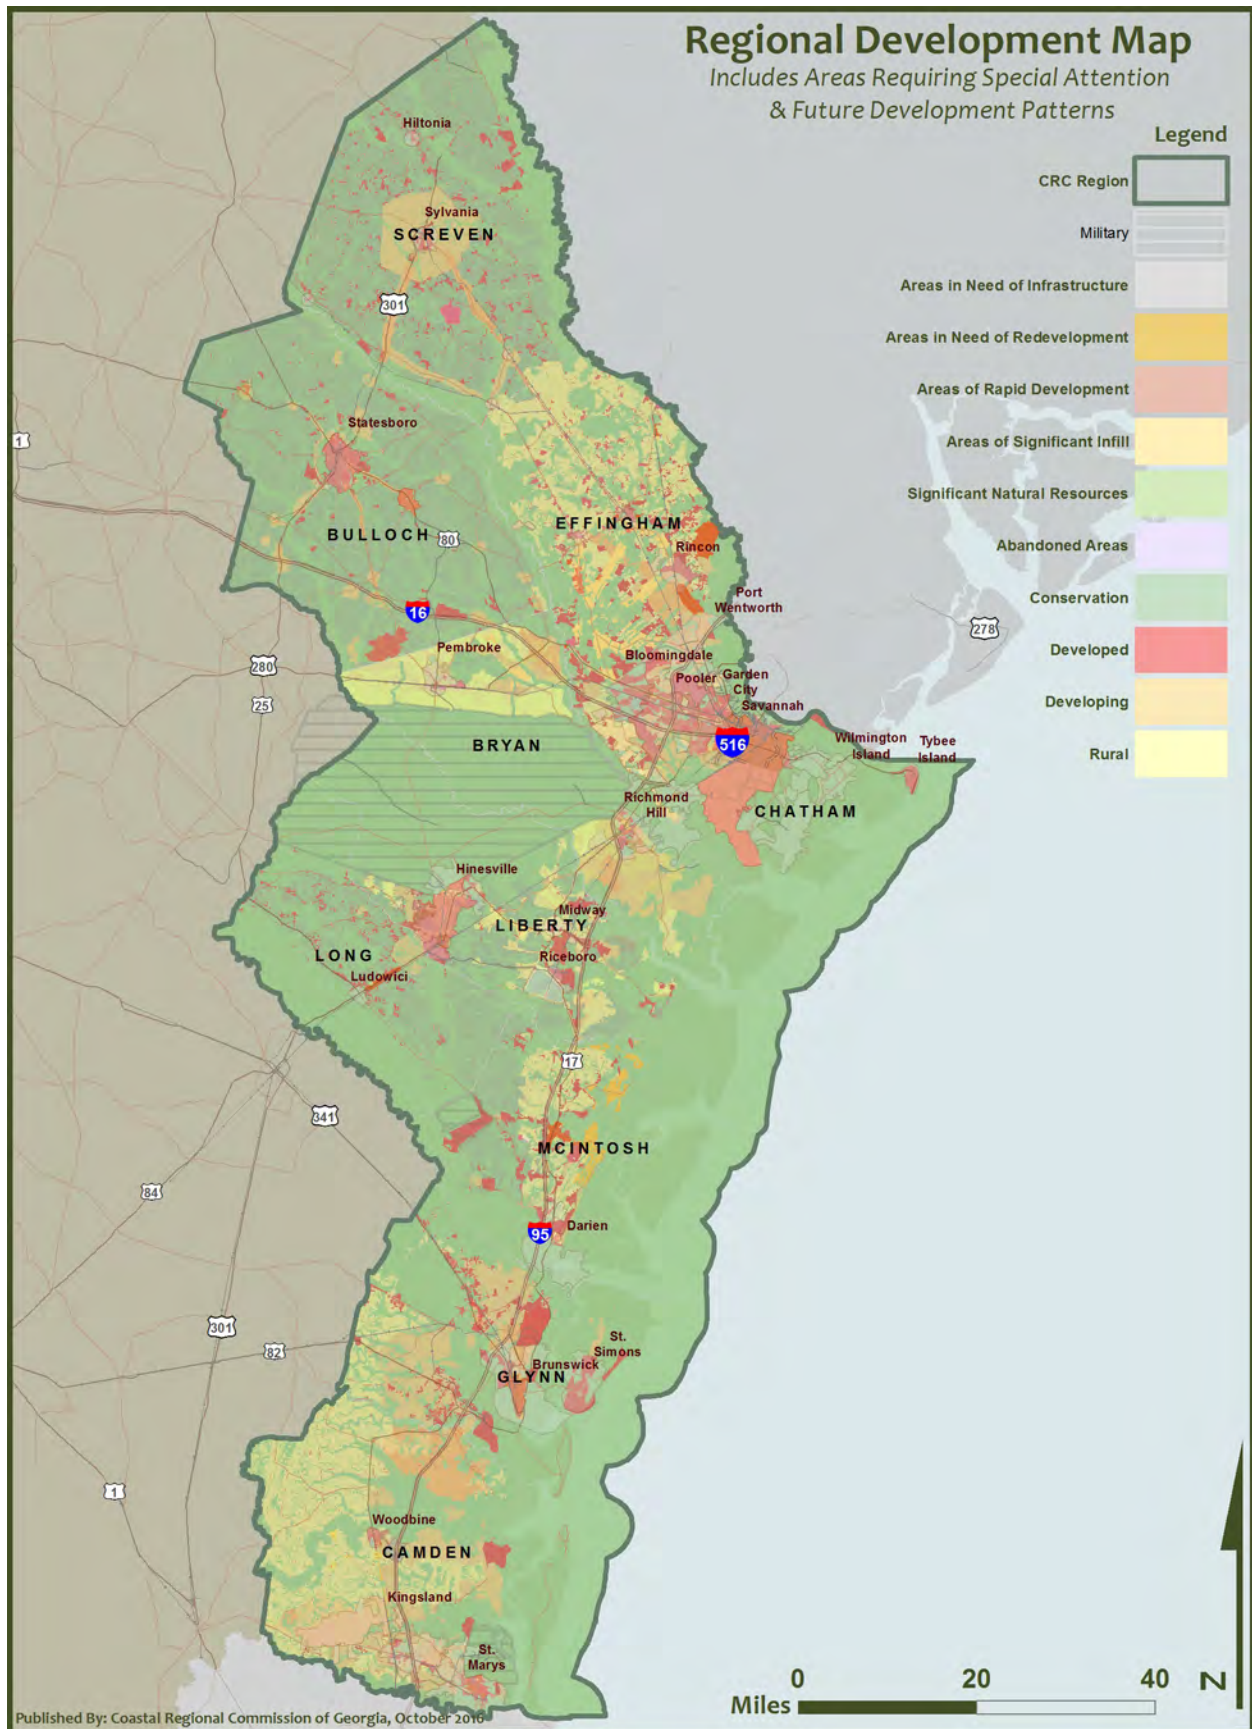 Regional Development Map
Includes Areas Requiring Special Attention
& Future Development Patterns
Legend
CRC Region
Military
Areas in Need of Infrastructure
Areas in Need of Redevelopment
Areas of Rapid Development
Areas of Significant Infill
Significant Natural Resources
Abandoned Areas
Conservation
Developed
Developing
Rural
Hiltonia
Sylvania
SCREVEN
301
1
Statesboro
BULLOCH
80
EFFINGHAM
Rincon
Port
Wentworth
16
278
280
Pembroke
Bloomingdale
Pooler
Garden
City
25
Savannah
BRYAN
516
Wilmington
Island
Tybee
Island
Richmond
Hill
CHATHAM
Hinesville
Midway
LIBERTY
LONG
Riceboro
Ludowici
17
341
MCINTOSH
84
Darien
95
301
82
St.
Simons
Brunswick
GLYNN
1
Woodbine
CAMDEN
Kingsland
St.
Marys
0 20 40
Miles
N
Published By: Coastal Regional Commission of Georgia, October 2016